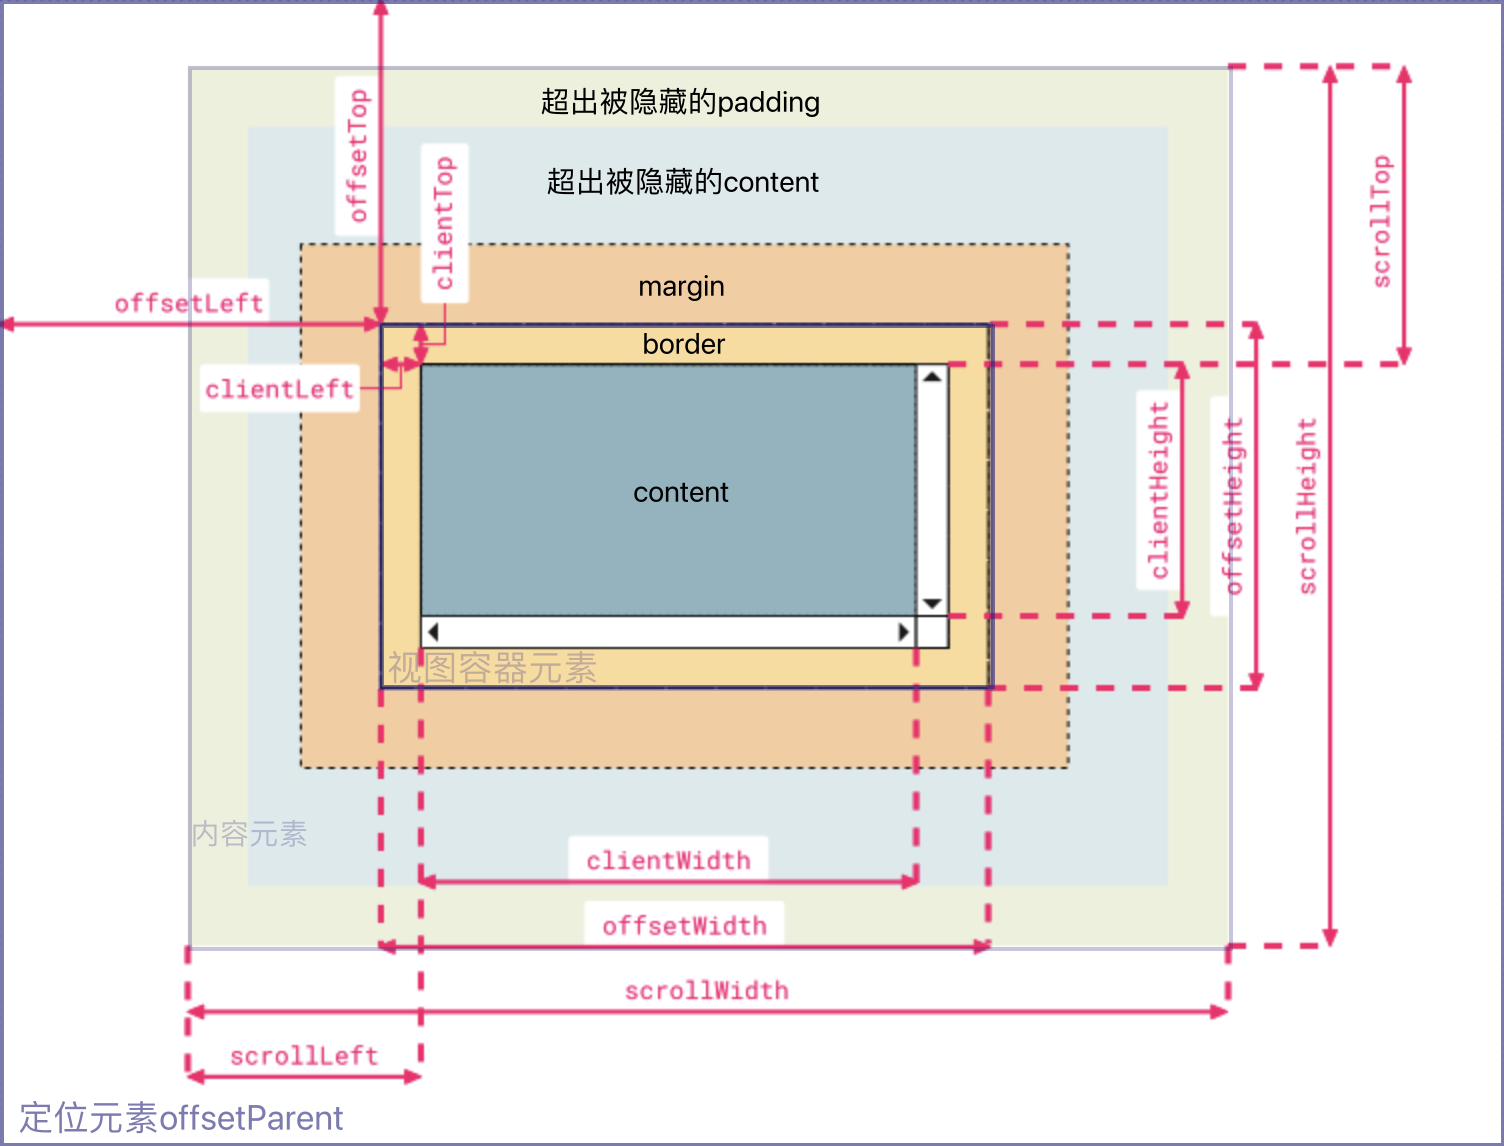 超出被隐藏的padding
offsetTop
超出被隐藏的content
clientTop
scrollTop
margin
offsetLeft
border
clientLeft
content
clientHeight
offsetHeight
scrollHeight
视图容器元素
内容元素
clientWidth
offsetWidth
scrollWidth
scrollLeft
定位元素offsetParent